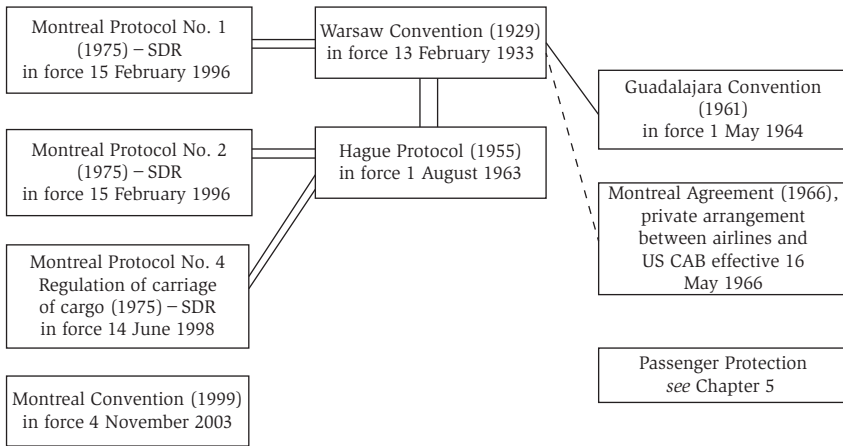 Montreal Protocol No. 1
(1975) – SDR
in force 15 February 1996
Warsaw Convention (1929)
in force 13 February 1933
Guadalajara Convention
(1961)
in force 1 May 1964
Montreal Protocol No. 2
(1975) – SDR
in force 15 February 1996
Hague Protocol (1955)
in force 1 August 1963
Montreal Agreement (1966),
private arrangement
between airlines and
US CAB effective 16
May 1966
Montreal Protocol No. 4
Regulation of carriage
of cargo (1975) – SDR
in force 14 June 1998
Passenger Protection
see Chapter 5
Montreal Convention (1999)
in force 4 November 2003